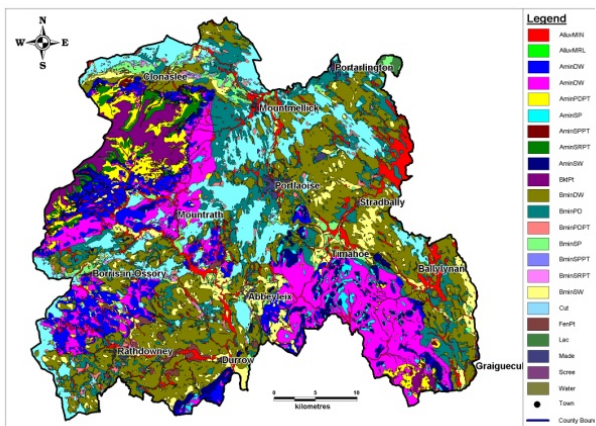 N
W E
S
Clonaslee
Portarlington
Mountmellick
Portlaoise
Stradbally
Mountrath
Timahoe
Ballylynan
Borris-in-Ossory
Abbeyleix
Rathdowney
Durrow
Graiguecul
0 5 10
kilometres
Legend
AlluvMIN
AlluvMRL
AminDW
AminDW
AminPDPT
AminSP
AminSPPT
AminSRPT
AminSW
BktPt
BminDW
BminPD
BminPDPT
BminSP
BminSPPT
BminSRPT
BminSW
Cut
FenPt
Lac
Made
Scree
Water
Town
County Boun